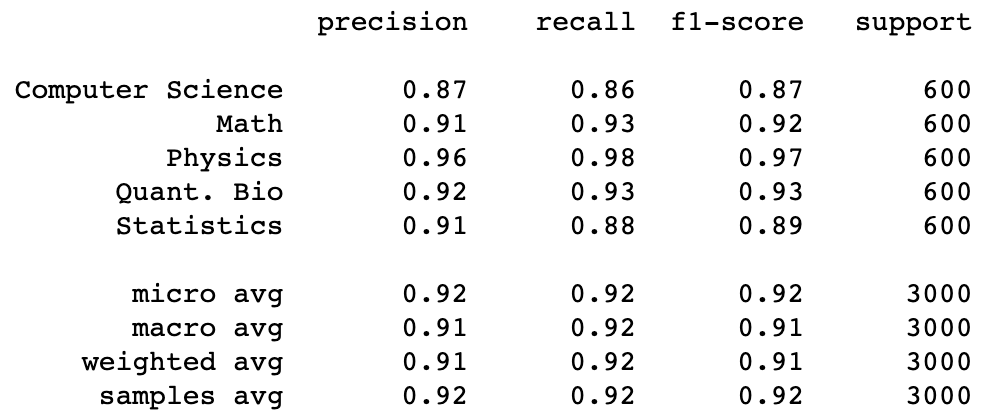 precision recall f1-score support
Computer Science 0.87 0.86 0.87 600
Math 0.91 0.93 0.92 600
Physics 0.96 0.98 0.97 600
Quant. Bio 0.92 0.93 0.93 600
Statistics 0.91 0.88 0.89 600
micro avg 0.92 0.92 0.92 3000
macro avg 0.91 0.92 0.91 3000
weighted avg 0.91 0.92 0.91 3000
samples avg 0.92 0.92 0.92 3000